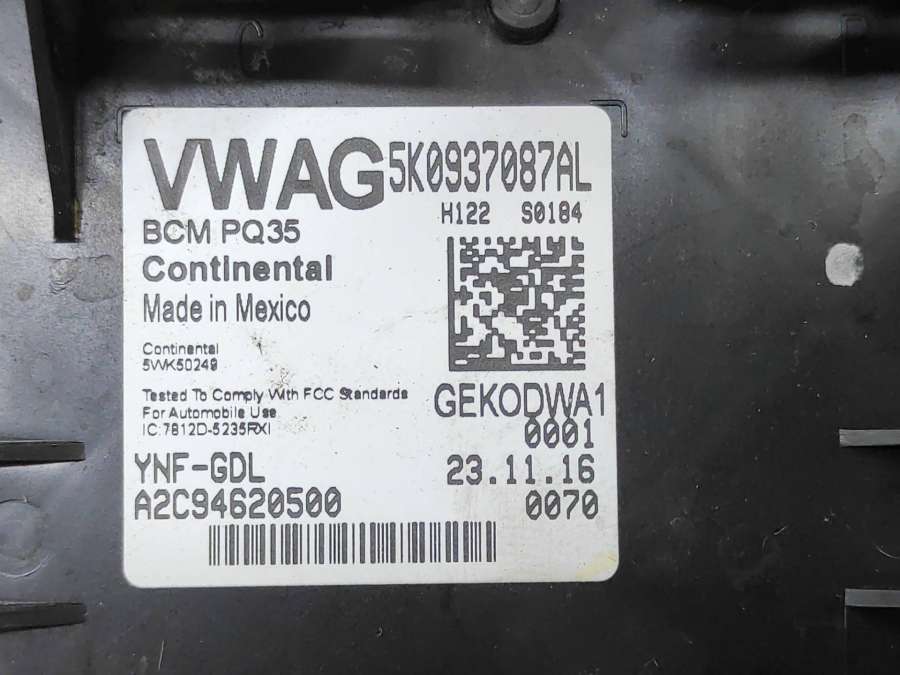 VWAG 5K0937087AL
H122 S0184
BCM PQ35
Continental
Made in Mexico
Continental
5WK50249
Tested To Comply With FCC Standards
For Automobile Use
IC:7812D-5235RXI
GEKODWA1
0001
YNF-GDL
23.11.16
A2C94620500
0070